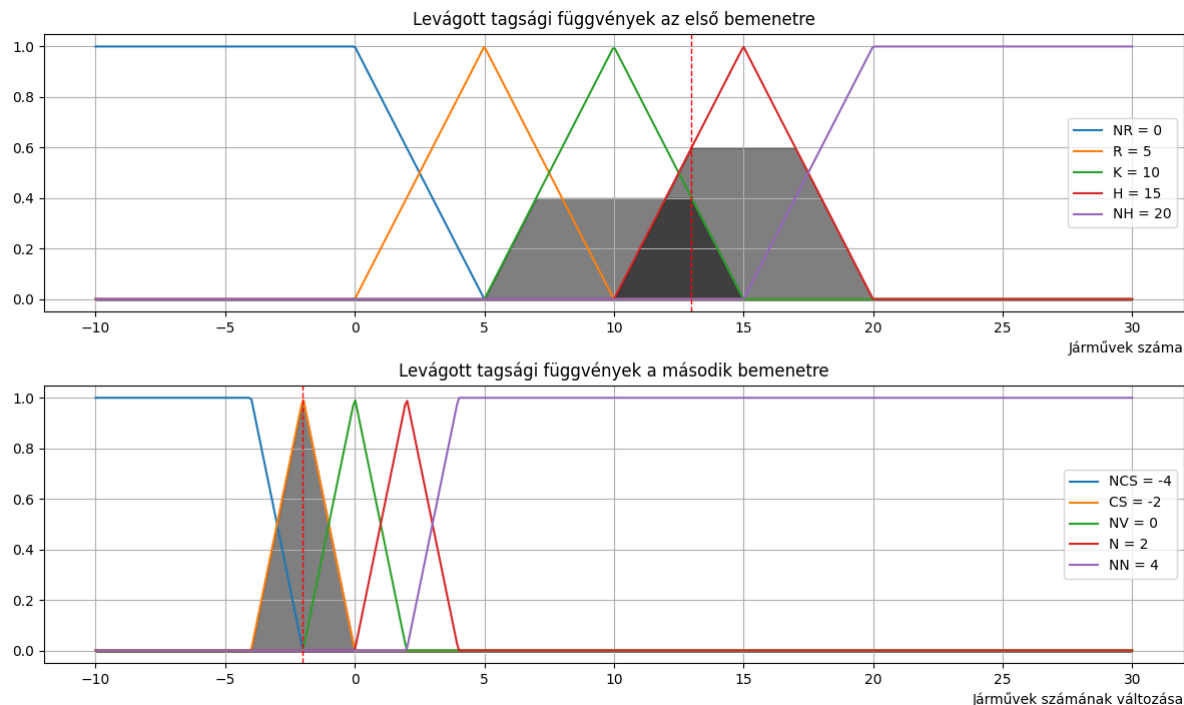 Levágott tagsági függvények az első bemenetre
1.0
0.8
0.6
0.4
0.2
0.0
NR = 0
R = 5
K = 10
H = 15
NH = 20
−10 −5 0 5 10 15 20 25 30
Járművek száma
Levágott tagsági függvények a második bemenetre
1.0
0.8
0.6
0.4
0.2
0.0
NCS = -4
CS = -2
NV = 0
N = 2
NN = 4
−10 −5 0 5 10 15 20 25 30
Járművek számának változása